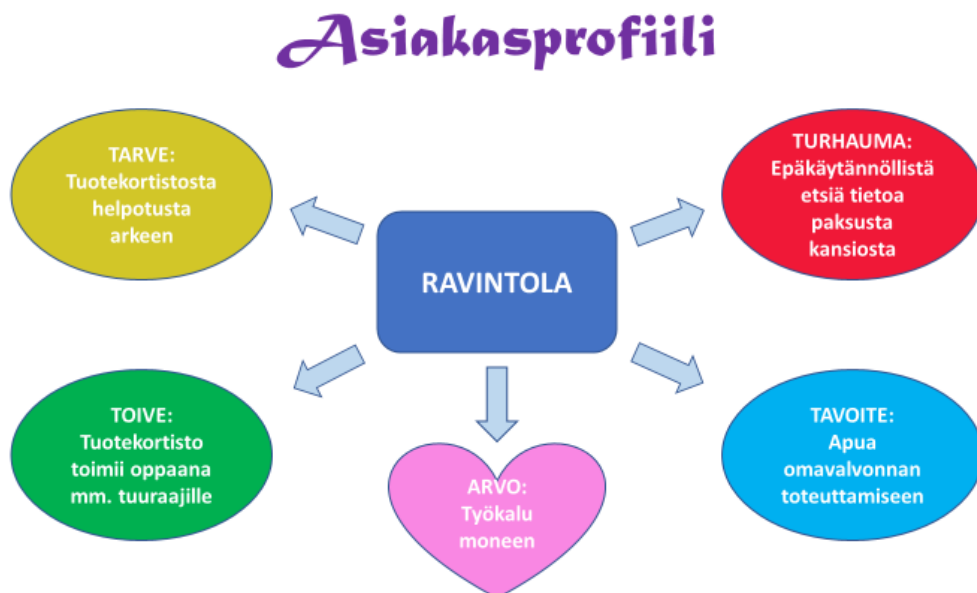 Asiakasprofiili
TARVE:
Tuotekortistosta
helpotusta
arkeen
TURHAUMA:
Epäkäytännöllistä
etsiä tietoa
paksusta
kansiosta
RAVINTOLA
TOIVE:
Tuotekortisto
toimii oppaana
mm. tuuraajille
ARVO:
Työkalu
moneen
TAVOITE:
Apua
omavalvonnan
toteuttamiseen